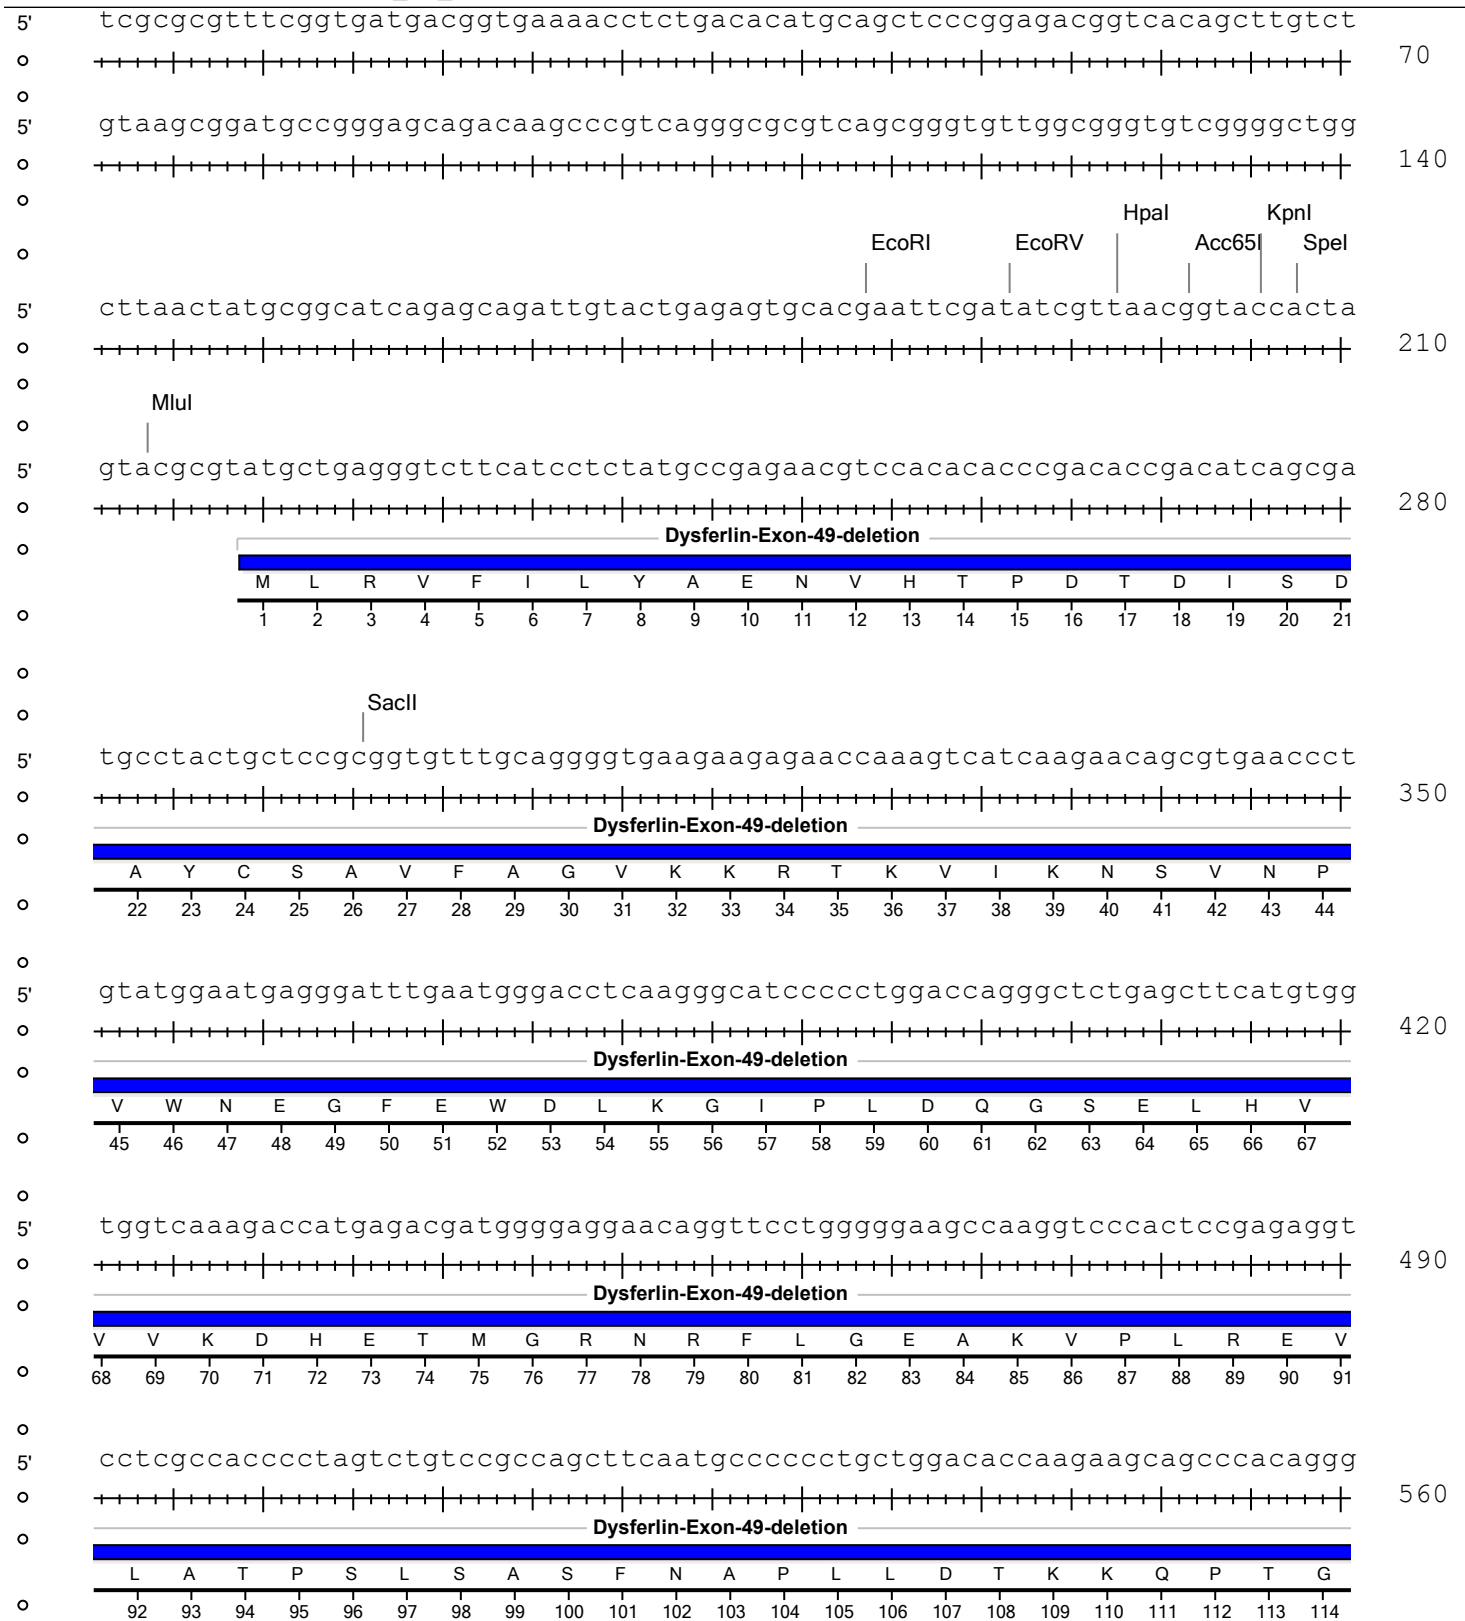 5' tcgcgcgtttcggtgatgacggtgaaaacctctgacacatgcagctcccggagacggtcacagcttgtct
70
5' gtaagcggatgccgggagcagacaagcccgtcagggcgcgtcagcgggtgttggcgggtgtcggggctgg
140
HpaI KpnI
EcoRI EcoRV Acc65I SpeI
5' cttaactatgcggcatcagagcagattgtactgagagtgcacgaattcgatatcgttaacggtaccacta
210
MluI
5' gtacgcgtatgctgagggtcttcatcctctatgccgagaacgtccacacacccgacaccgacatcagcga
280
Dysferlin-Exon-49-deletion
M L R V F I L Y A E N V H T P D T D I S D
1 2 3 4 5 6 7 8 9 10 11 12 13 14 15 16 17 18 19 20 21
SacII
5' tgcctactgctccgcggtgtttgcaggggtgaagaagagaaccaaagtcatcaagaacagcgtgaaccct
350
Dysferlin-Exon-49-deletion
A Y C S A V F A G V K K R T K V I K N S V N P
22 23 24 25 26 27 28 29 30 31 32 33 34 35 36 37 38 39 40 41 42 43 44
5' gtatggaatgagggatttgaatgggacctcaagggcatccccctggaccagggctctgagcttcatgtgg
420
Dysferlin-Exon-49-deletion
V W N E G F E W D L K G I P L D Q G S E L H V
45 46 47 48 49 50 51 52 53 54 55 56 57 58 59 60 61 62 63 64 65 66 67
5' tggtcaaagaccatgagacgatggggaggaacaggttcctgggggaagccaaggtcccactccgagaggt
490
Dysferlin-Exon-49-deletion
V V K D H E T M G R N R F L G E A K V P L R E V
68 69 70 71 72 73 74 75 76 77 78 79 80 81 82 83 84 85 86 87 88 89 90 91
5' cctcgccacccctagtctgtccgccagcttcaatgcccccctgctggacaccaagaagcagcccacaggg
560
Dysferlin-Exon-49-deletion
L A T P S L S A S F N A P L L D T K K Q P T G
92 93 94 95 96 97 98 99 100 101 102 103 104 105 106 107 108 109 110 111 112 113 114